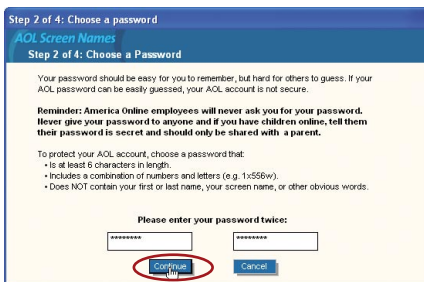 Step 2 of 4: Choose a password
AOL Screen Names
Step 2 of 4: Choose a Password
Your password should be easy for you to remember, but hard for others to guess. If your
AOL password can be easily guessed, your AOL account is not secure.
Reminder: America Online employees will never ask you for your password.
Never give your password to anyone and if you have children online, tell them
their password is secret and should only be shared with a parent.
To protect your AOL account, choose a password that:
• Is at least 6 characters in length.
• Includes a combination of numbers and letters (e.g. 1x556w).
• Does NOT contain your first or last name, your screen name, or other obvious words.
Please enter your password twice:
******** ********
Continue Cancel